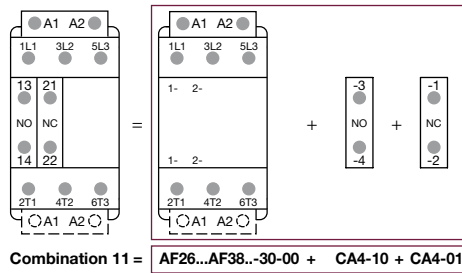 A1 A2 A1 A2
1L1 3L2 5L3 1L1 3L2 5L3
13 21 1- 2- -3 -1
NO NC = + NO + NC
14 22 1- 2- -4 -2
2T1 4T2 6T3 2T1 4T2 6T3
A1 A2 A1 A2
Combination 11 = AF26...AF38..-30-00 + CA4-10 + CA4-01